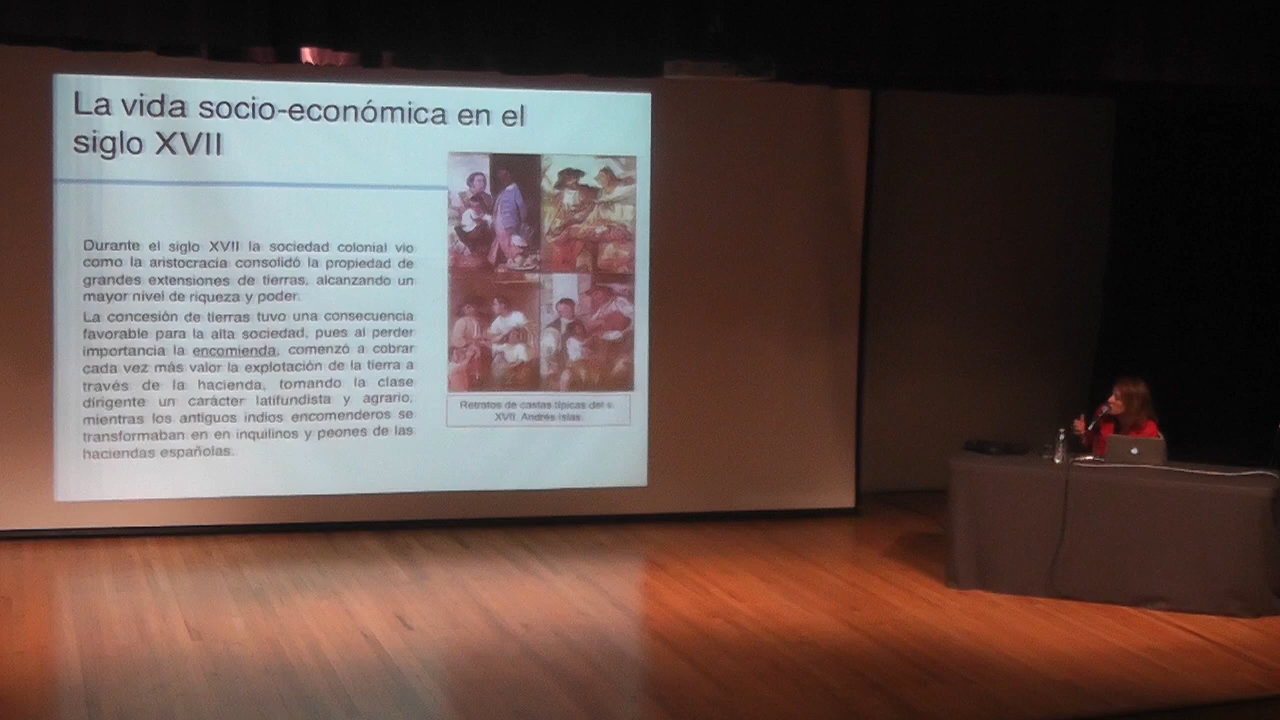 La vida socio-económica en el
siglo XVII
Durante el siglo XVII la sociedad colonial vio
como la aristocracia consolidó la propiedad de
grandes extensiones de tierras, alcanzando un
mayor nivel de riqueza y poder.
La concesión de tierras tuvo una consecuencia
favorable para la alta sociedad, pues al perder
importancia la encomienda, comenzó a cobrar
cada vez más valor la explotación de la tierra a
través de la hacienda, tomando la clase
dirigente un carácter latifundista y agrario,
mientras los antiguos indios encomenderos se
transformaban en en inquilinos y peones de las
haciendas españolas.
Retratos de castas típicas del s.
XVII. Andrés Islas.